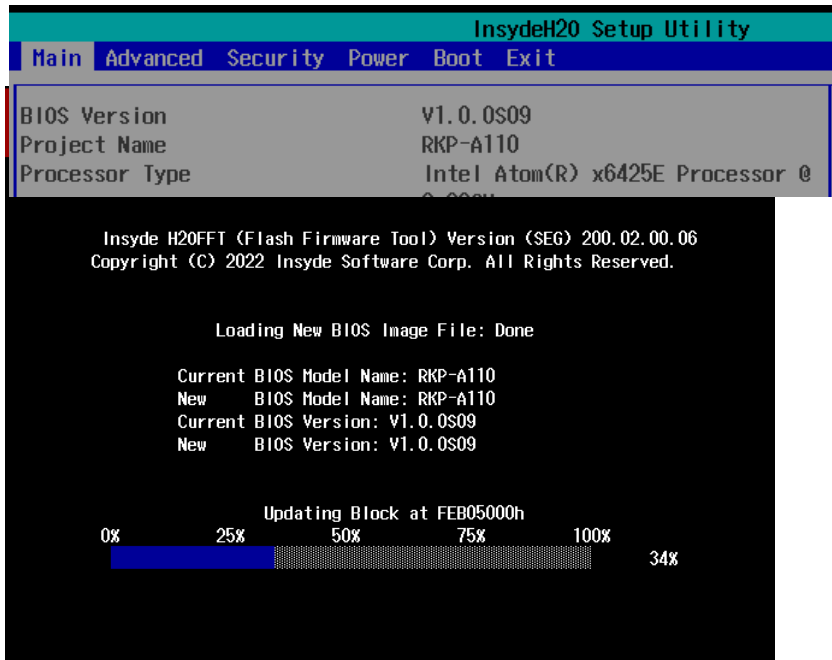 InsydeH20 Setup Utility
Main Advanced Security Power Boot Exit
BIOS Version V1.0.0S09
Project Name RKP-A110
Processor Type Intel Atom(R) x6425E Processor @
Insyde H2OFFT (Flash Firmware Tool) Version (SEG) 200.02.00.06
Copyright (C) 2022 Insyde Software Corp. All Rights Reserved.
Loading New BIOS Image File: Done
Current BIOS Model Name: RKP-A110
New BIOS Model Name: RKP-A110
Current BIOS Version: V1.0.0S09
New BIOS Version: V1.0.0S09
Updating Block at FEB05000h
0% 25% 50% 75% 100%
34%